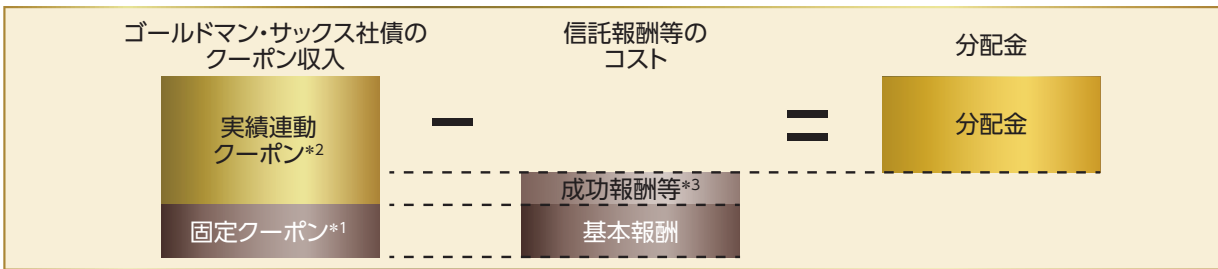 ゴールドマン・サックス社債の
クーポン収入
信託報酬等の
コスト
分配金
実績連動
クーポン*2
固定クーポン*1
ー
成功報酬等*3
基本報酬
=
分配金